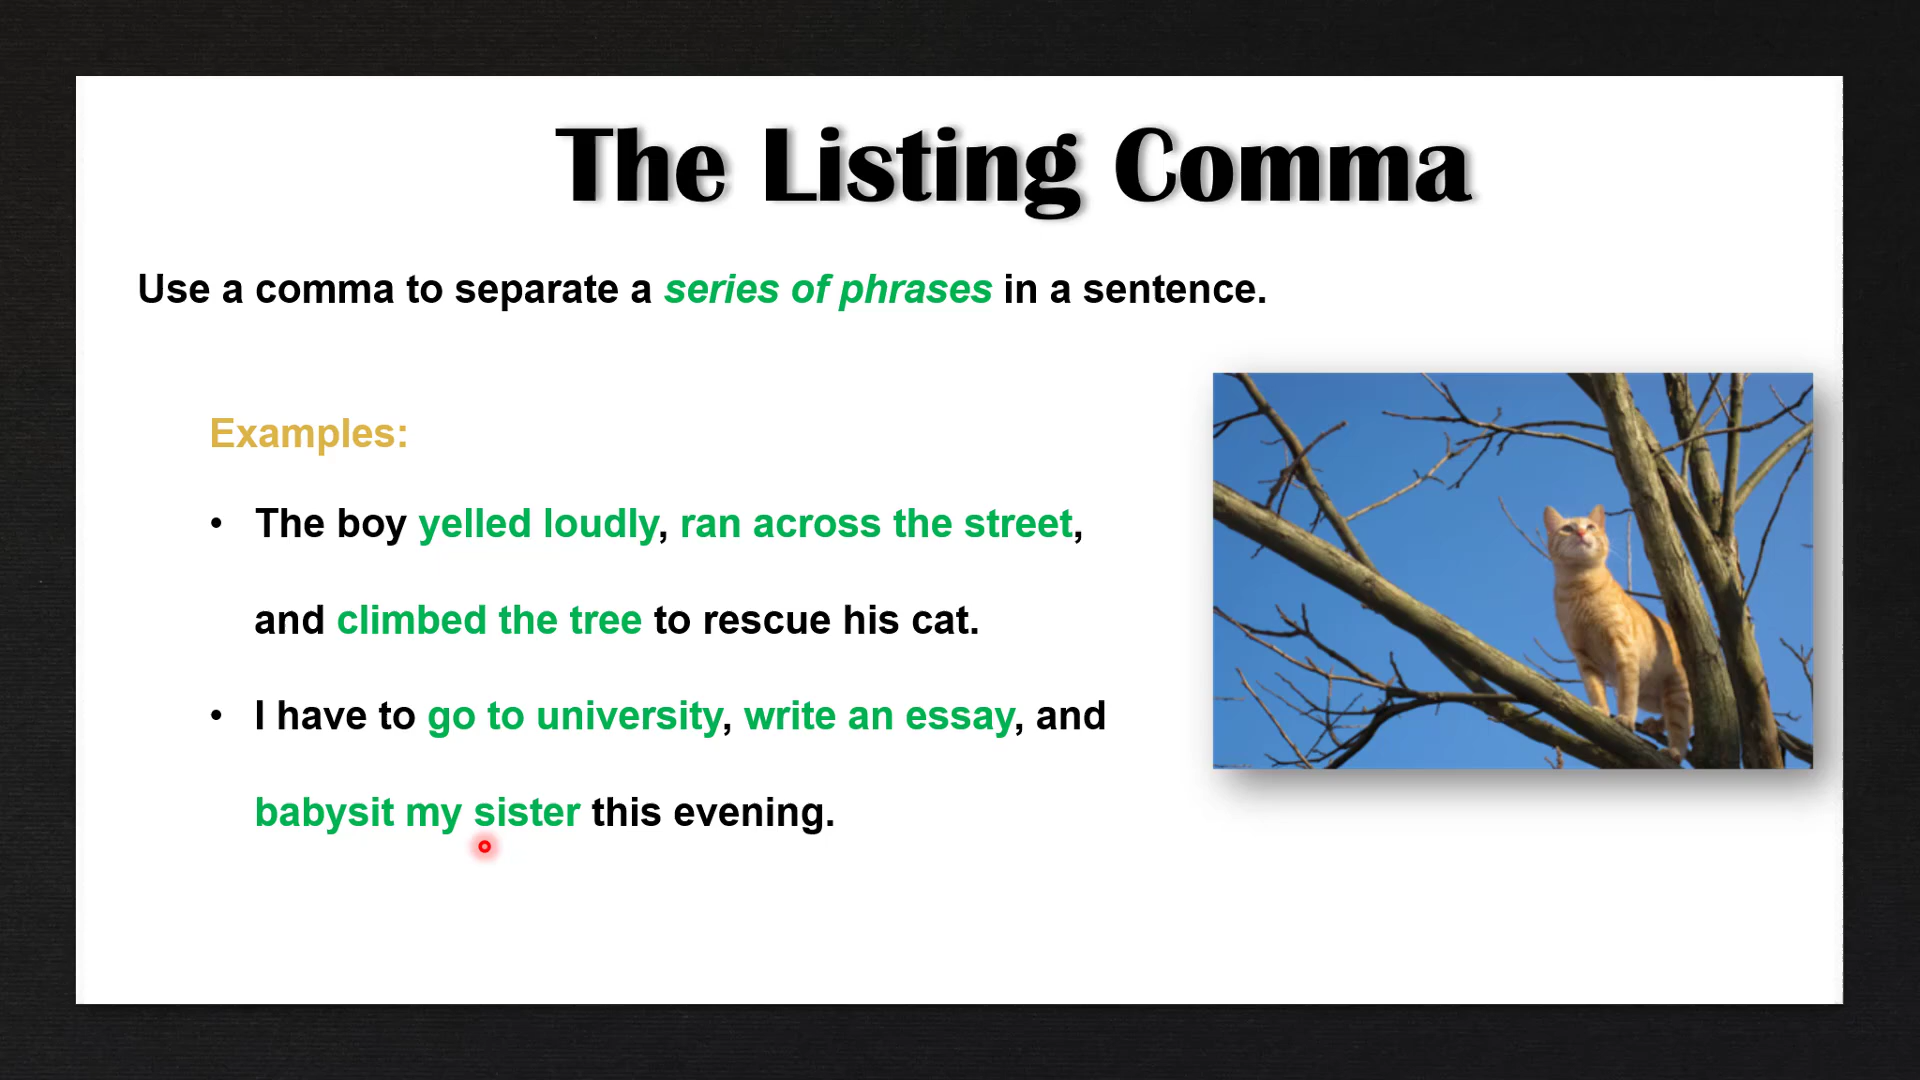 The Listing Comma
Use a comma to separate a series of phrases in a sentence.
Examples:
• The boy yelled loudly, ran across the street,
and climbed the tree to rescue his cat.
• I have to go to university, write an essay, and
babysit my sister this evening.